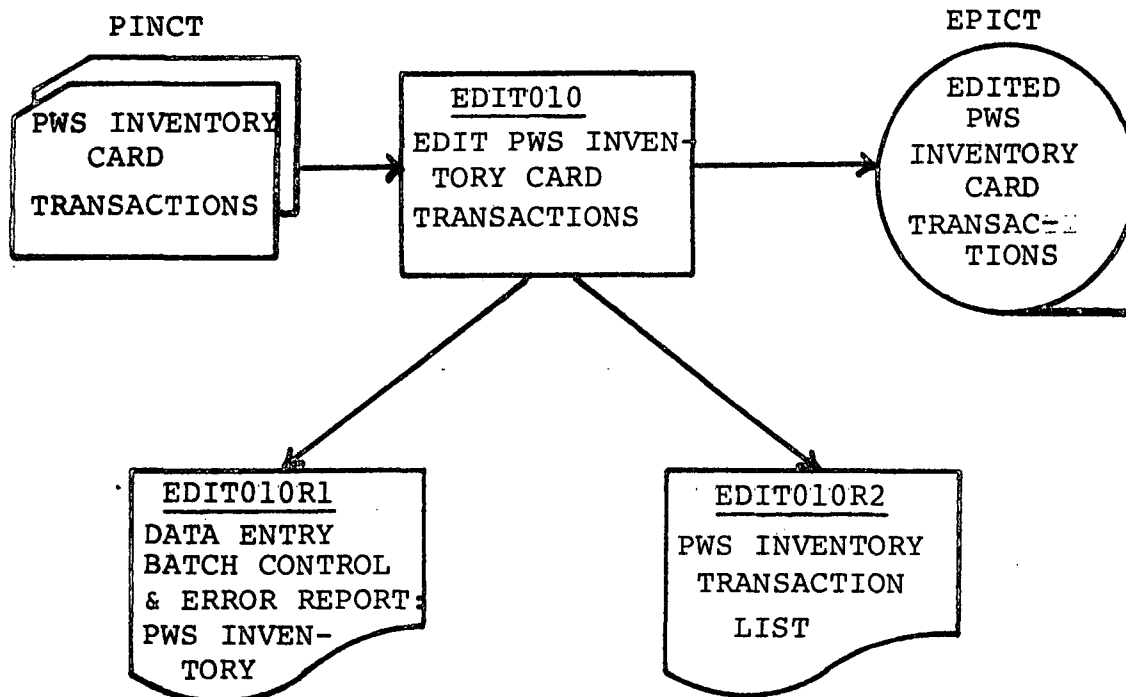 PINCT
PWS INVENTORY
CARD
TRANSACTIONS
EDIT010
EDIT PWS INVEN-
TORY CARD
TRANSACTIONS
EPICT
EDITED
PWS
INVENTORY
CARD
TRANSAC-
TIONS
EDIT010R1
DATA ENTRY
BATCH CONTROL
& ERROR REPORT:
PWS INVEN-
TORY
EDIT010R2
PWS INVENTORY
TRANSACTION
LIST